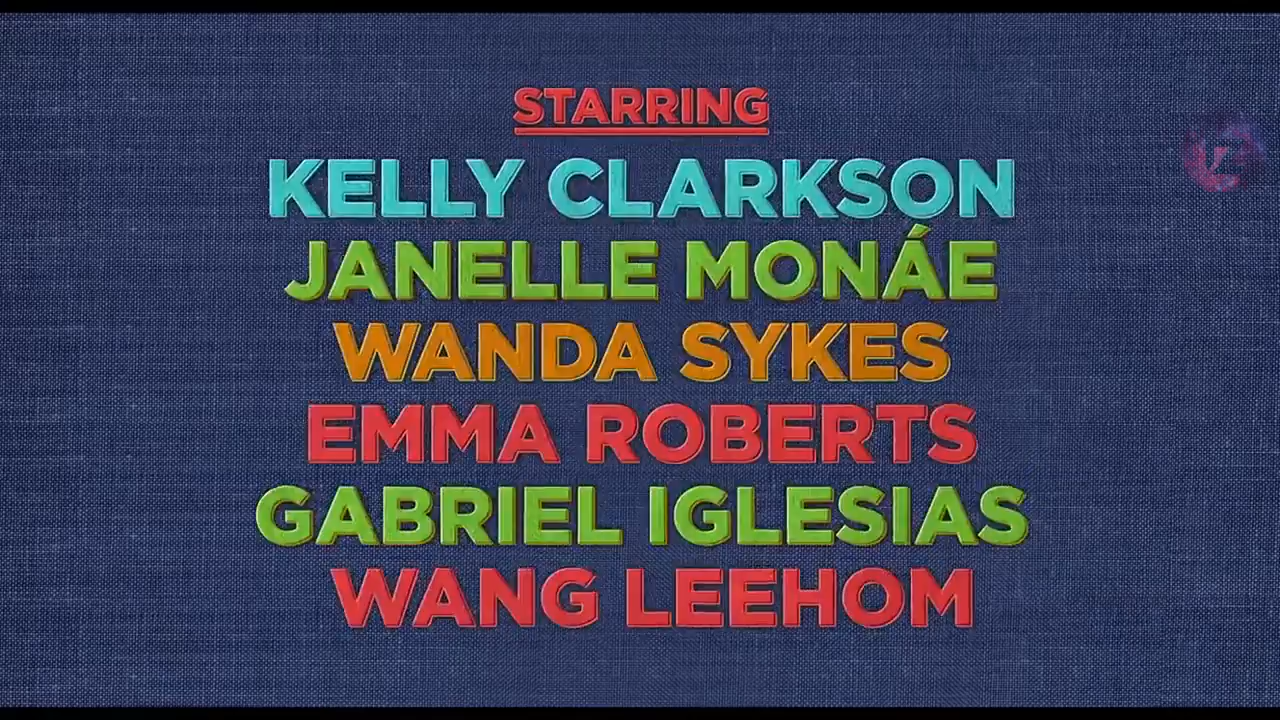 STARRING
KELLY CLARKSON
JANELLE MONÁE
WANDA SYKES
EMMA ROBERTS
GABRIEL IGLESIAS
WANG LEEHOM